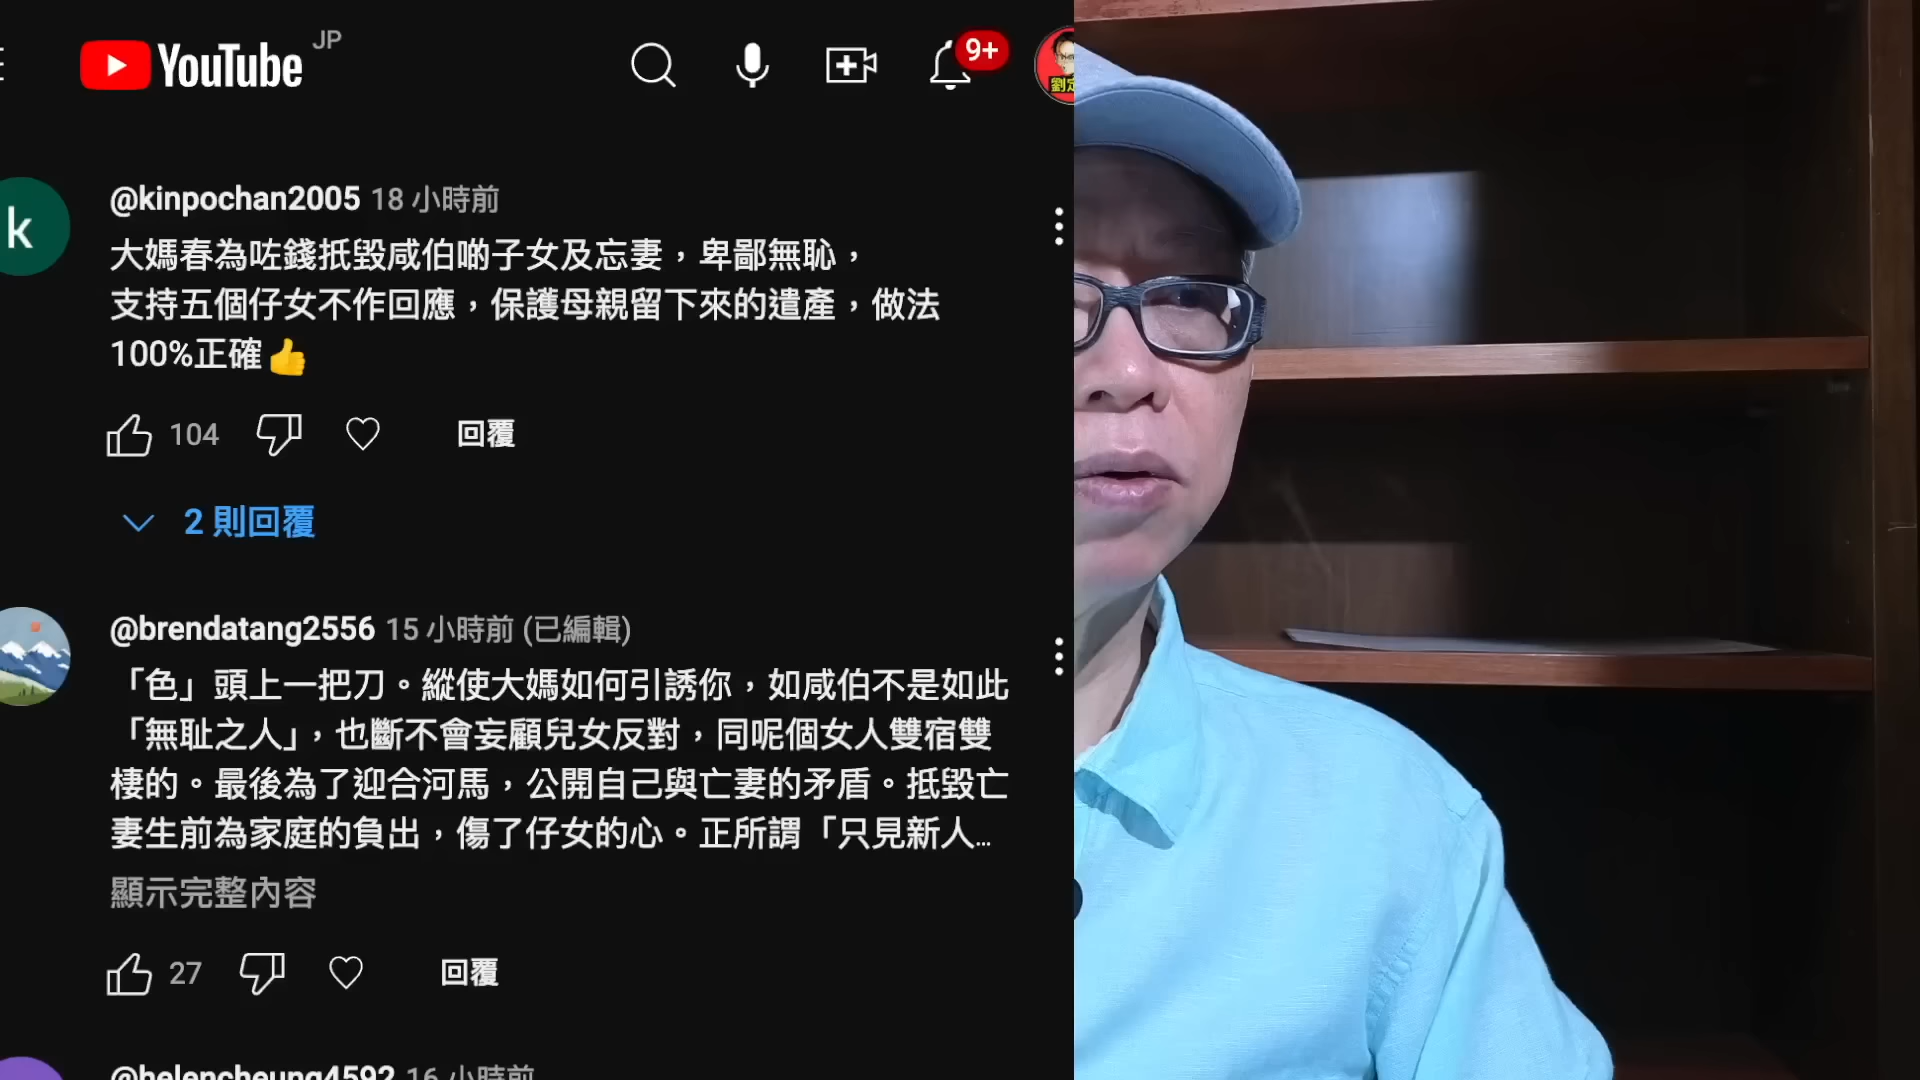 YouTube JP
9+
劉定
k
@kinpochan2005 18 小時前
大媽春為咗錢抵毀咸伯啲子女及忘妻，卑鄙無恥，
支持五個仔女不作回應，保護母親留下來的遺產，做法
100%正確👍
104 回覆
2 則回覆
@brendatang2556 15 小時前 (已編輯)
「色」頭上一把刀。縱使大媽如何引誘你，如咸伯不是如此
「無耻之人」，也斷不會妄顧兒女反對，同呢個女人雙宿雙
棲的。最後為了迎合河馬，公開自己與亡妻的矛盾。抵毀亡
妻生前為家庭的負出，傷了仔女的心。正所謂「只見新人...
顯示完整內容
27 回覆
@helencheung4592 16 小時前